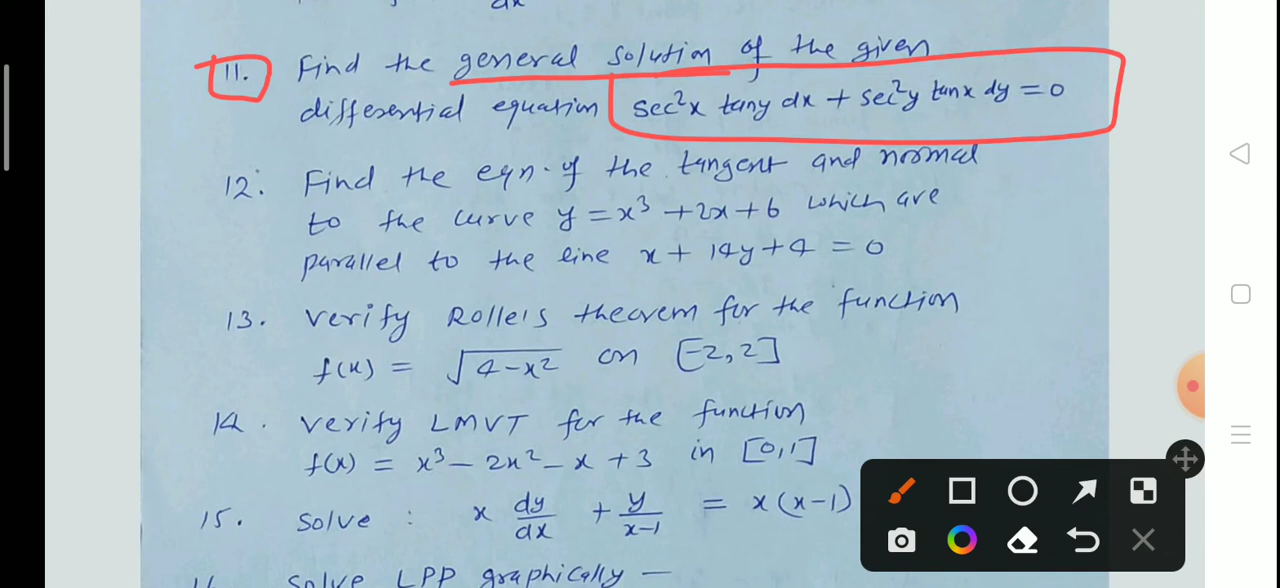 dx
11. Find the general solution of the given
differential equation sec²x tany dx + sec²y tanx dy = 0
12. Find the eqn. of the tangent and normal
to the curve y = x³ + 2x + 6 which are
parallel to the line x + 14y + 4 = 0
13. Verify Rolle's theorem for the function
f(x) = √4-x² on [-2, 2]
14. Verify LMVT for the function
f(x) = x³ - 2x² - x + 3 in [0,1]
15. Solve : x dy/dx + y/x-1 = x(x-1)
Solve LPP graphically —